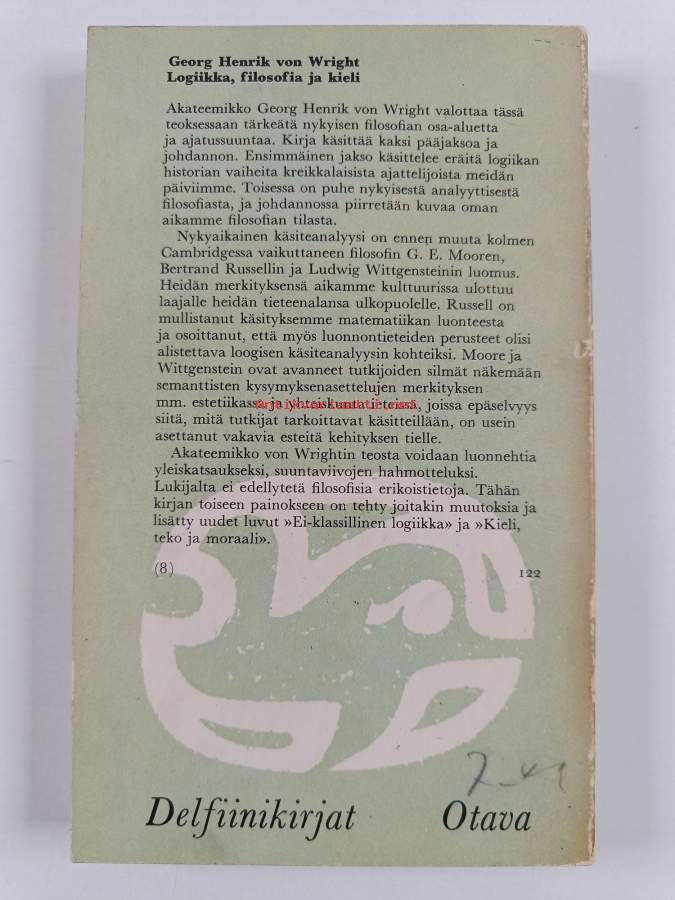 Georg Henrik von Wright
Logiikka, filosofia ja kieli
Akateemikko Georg Henrik von Wright valottaa tässä
teoksessaan tärkeätä nykyisen filosofian osa-aluetta
ja ajatussuuntaa. Kirja käsittää kaksi pääjaksoa ja
johdannon. Ensimmäinen jakso käsittelee eräitä logiikan
historian vaiheita kreikkalaisista ajattelijoista meidän
päiviimme. Toisessa on puhe nykyisestä analyyttisestä
filosofiasta, ja johdannossa piirretään kuvaa oman
aikamme filosofian tilasta.
Nykyaikainen käsiteanalyysi on ennen muuta kolmen
Cambridgessa vaikuttaneen filosofin G. E. Mooren,
Bertrand Russellin ja Ludwig Wittgensteinin luomus.
Heidän merkityksensä aikamme kulttuurissa ulottuu
laajalle heidän tieteenalansa ulkopuolelle. Russell on
mullistanut käsityksemme matematiikan luonteesta
ja osoittanut, että myös luonnontieteiden perusteet olisi
alistettava loogisen käsiteanalyysin kohteiksi. Moore ja
Wittgenstein ovat avanneet tutkijoiden silmät näkemään
semanttisten kysymyksenasettelujen merkityksen
mm. estetiikassa ja yhteiskuntatieteissä, joissa epäselvyys
siitä, mitä tutkijat tarkoittavat käsitteillään, on usein
asettanut vakavia esteitä kehityksen tielle.
Akateemikko von Wrightin teosta voidaan luonnehtia
yleiskatsaukseksi, suuntaviivojen hahmotteluksi.
Lukijalta ei edellytetä filosofisia erikoistietoja. Tähän
kirjan toiseen painokseen on tehty joitakin muutoksia ja
lisätty uudet luvut »Ei-klassillinen logiikka» ja »Kieli,
teko ja moraali».
(8) 122
Delfiinikirjat Otava